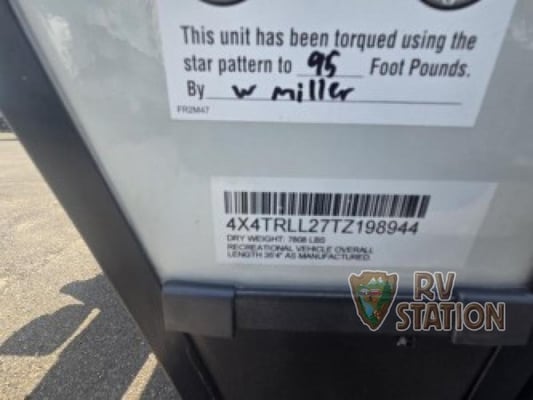 This unit has been torqued using the
star pattern to 95 Foot Pounds.
By w miller
FR2M47
4X4TRLL27TZ198944
DRY WEIGHT: 7808 LBS
RECREATIONAL VEHICLE OVERALL
LENGTH 35'4" AS MANUFACTURED.
RV
STATION